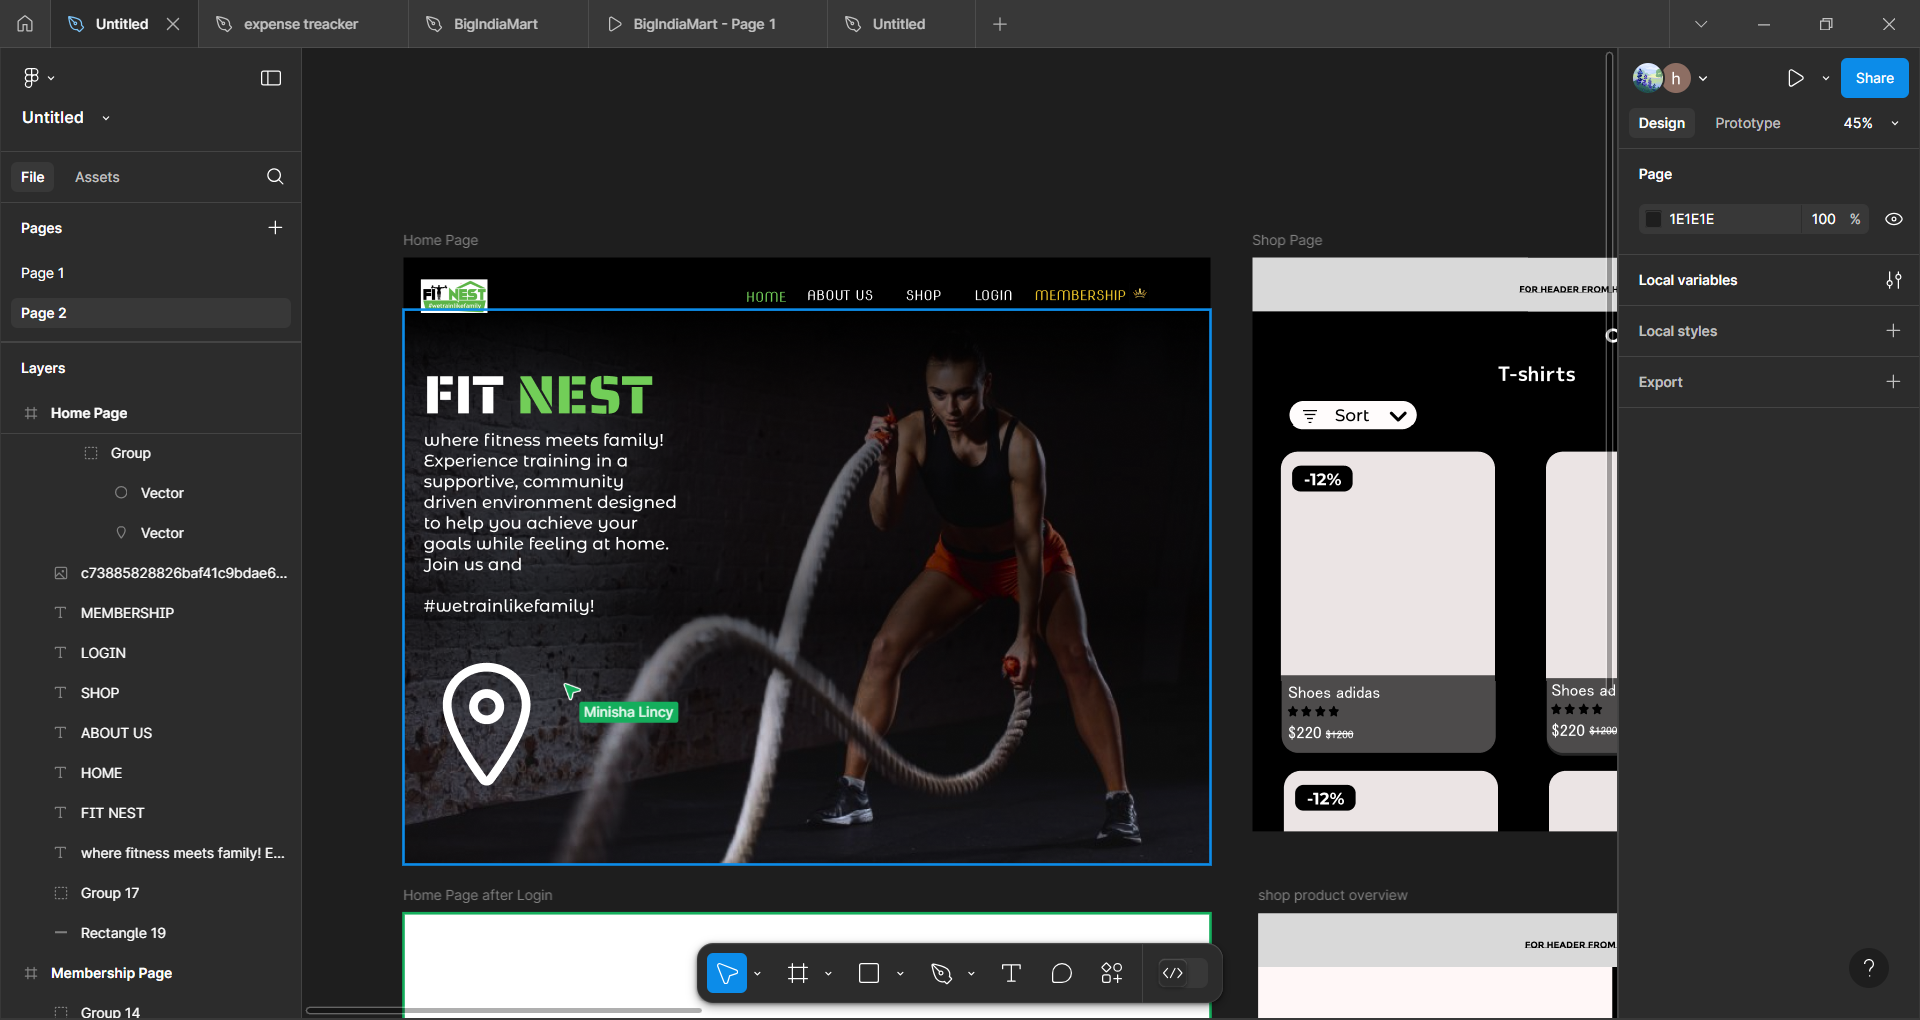 Untitled
expense treacker
BigIndiaMart
BigIndiaMart - Page 1
Untitled
Untitled
File
Assets
Pages
Page 1
Page 2
Layers
Home Page
Group
Vector
Vector
c73885828826baf41c9bdae6...
MEMBERSHIP
LOGIN
SHOP
ABOUT US
HOME
FIT NEST
where fitness meets family! E...
Group 17
Rectangle 19
Membership Page
Group 14
Home Page
FIT NEST
#wetrainlikefamily
HOME
ABOUT US
SHOP
LOGIN
MEMBERSHIP
FIT NEST
where fitness meets family!
Experience training in a
supportive, community
driven environment designed
to help you achieve your
goals while feeling at home.
Join us and
#wetrainlikefamily!
Minisha Lincy
Home Page after Login
Shop Page
FOR HEADER FROM H
T-shirts
Sort
-12%
Shoes adidas
$220 $1200
Shoes ad
$220 $1200
-12%
shop product overview
FOR HEADER FROM
h
Share
Design
Prototype
45%
Page
1E1E1E
100 %
Local variables
Local styles
Export
?